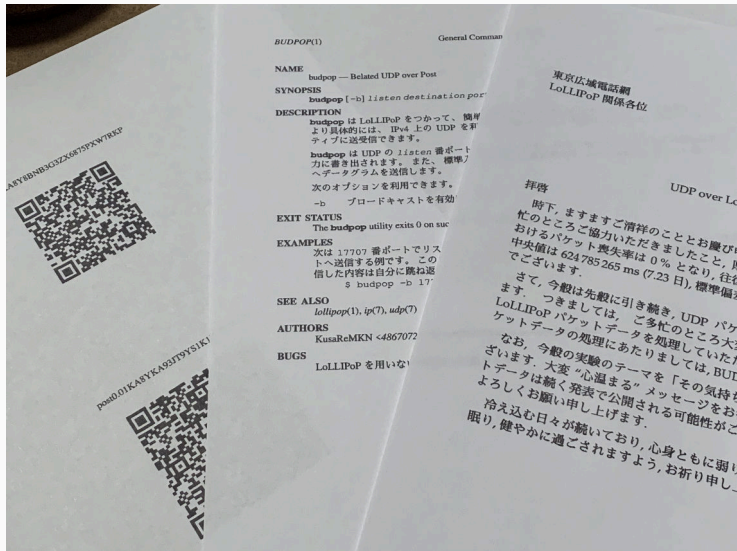 A8Y8BNB3G3ZX6875PXW7RKP
post0.01KA8YKA93JT9YS1K
BUDPOP(1)
General Comman
NAME
budpop — Belated UDP over Post
SYNOPSIS
budpop [-b] listen destination por
DESCRIPTION
budpop は LoLLIPoP をつかって、 簡単
より具体的には、 IPv4 上の UDP を利
ティブに送受信できます。
budpop は UDP の listen 番ポート
力に書き出されます。 また、 標準入
へデータグラムを送信します。
次のオプションを利用できます。
-b ブロードキャストを有効
EXIT STATUS
The budpop utility exits 0 on suc
EXAMPLES
次は 17707 番ポートでリス
トへ送信する例です。 この
信した内容は自分に跳ね返
$ budpop -b 17
SEE ALSO
lollipop(1), ip(7), udp(7)
AUTHORS
KusaReMKN <4867072
BUGS
LoLLIPoP を用いな
東京広域電話網
LoLLIPoP 関係各位
拝啓
UDP over Lo
時下, ますますご清祥のこととお慶び
忙のところご協力いただきましたこと,
おけるパケット喪失率は 0 % となり, 往
中央値は 624 785 265 ms (7.23 日), 標準偏
でございます.
さて, 今般は先般に引き続き, UDP パケ
ます. つきましては, ご多忙のところ大
LoLLIPoP パケットデータを処理していた
ケットデータの処理にあたりましては, BUD
なお, 今般の実験のテーマを「その気持
ざいます. 大変 “心温まる” メッセージをお
トデータは続く発表で公開される可能性がご
よろしくお願い申し上げます.
冷え込む日々が続いており, 心身ともに弱
眠り, 健やかに過ごされますよう, お祈り申し